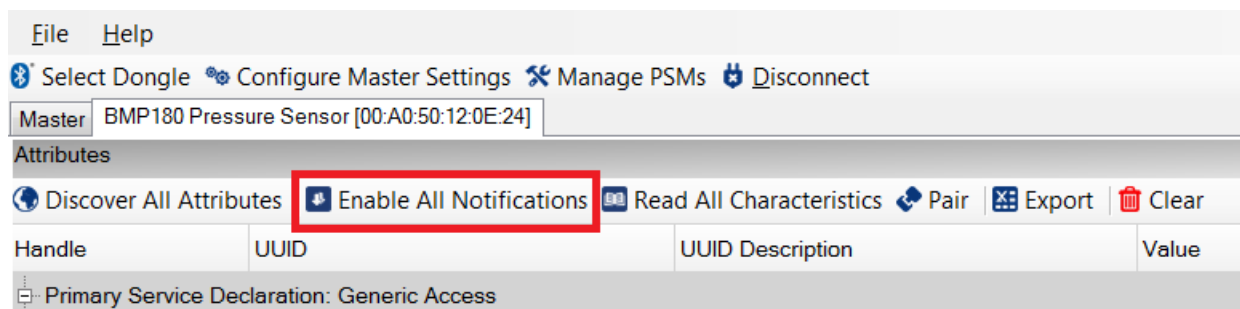 File Help
Select Dongle Configure Master Settings Manage PSMs Disconnect
Master BMP180 Pressure Sensor [00:A0:50:12:0E:24]
Attributes
Discover All Attributes Enable All Notifications Read All Characteristics Pair Export Clear
Handle UUID UUID Description Value
Primary Service Declaration: Generic Access